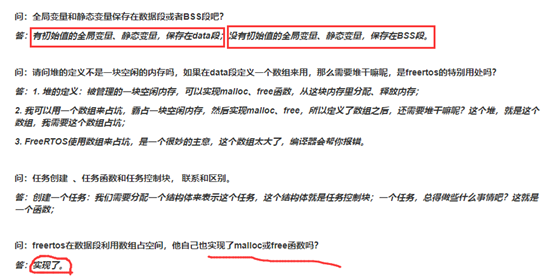 问：全局变量和静态变量保存在数据段或者BSS段吧？
答：有初始值的全局变量、静态变量，保存在data段；没有初始值的全局变量、静态变量，保存在BSS段。
问：请问堆的定义不是一块空闲的内存吗，如果在data段定义一个数组来用，那么需要堆干嘛呢，是freertos的特别用处吗？
答：1. 堆的定义：被管理的一块空闲内存，可以实现malloc、free函数，从这块内存里分配、释放内存；
2. 我可以用一个数组来占坑，霸占一块空闲内存，然后实现malloc、free，所以定义了数组之后，还需要堆干嘛呢？这个堆，就是这个
数组，我需要这个数组占坑；
3. FreeRTOS使用数组来占坑，是一个很妙的主意，这个数组太大了，编译器会帮你报错。
问：任务创建 、任务函数和任务控制块， 联系和区别。
答：创建一个任务：我们需要分配一个结构体来表示这个任务，这个结构体就是任务控制块；一个任务，总得做些什么事情吧？这就是
一个函数；
问：freertos在数据段利用数组占空间，他自己也实现了malloc或free函数吗？
答：实现了。